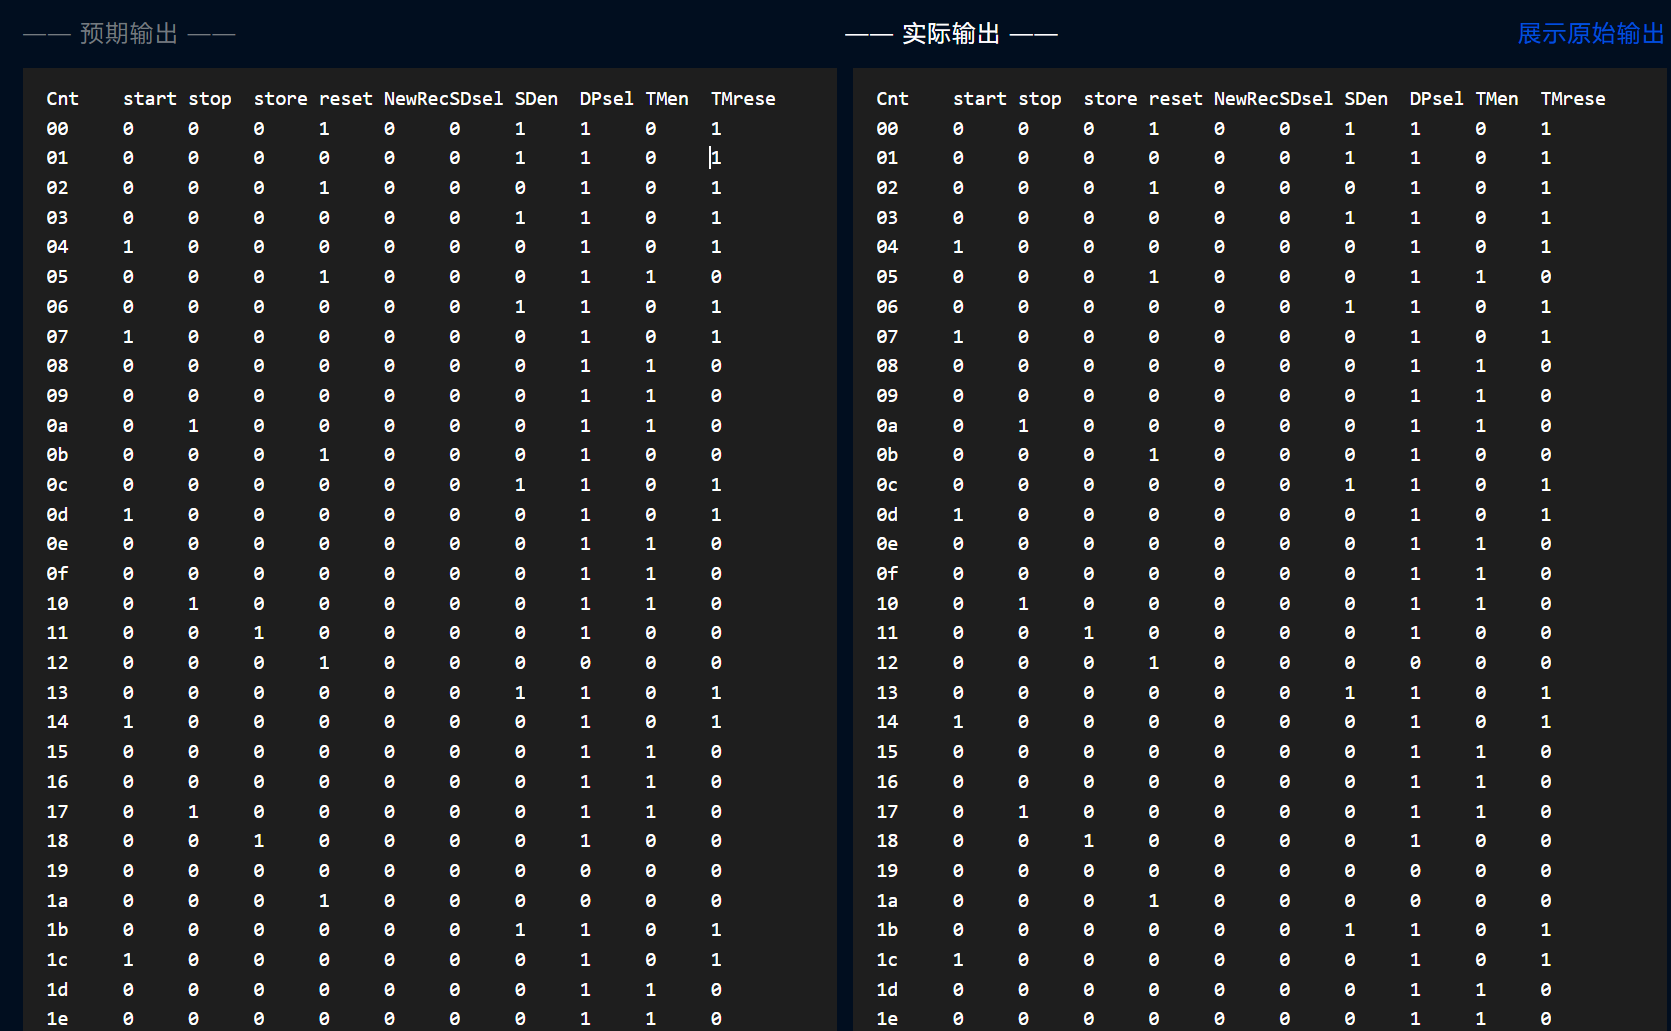 —— 预期输出 ——
Cnt start stop store reset NewRecSDsel SDen DPsel TMen TMrese
00 0 0 0 1 0 0 1 1 0 1
01 0 0 0 0 0 0 1 1 0 1
02 0 0 0 1 0 0 0 1 0 1
03 0 0 0 0 0 0 1 1 0 1
04 1 0 0 0 0 0 0 1 0 1
05 0 0 0 1 0 0 0 1 1 0
06 0 0 0 0 0 0 1 1 0 1
07 1 0 0 0 0 0 0 1 0 1
08 0 0 0 0 0 0 0 1 1 0
09 0 0 0 0 0 0 0 1 1 0
0a 0 1 0 0 0 0 0 1 1 0
0b 0 0 0 1 0 0 0 1 0 0
0c 0 0 0 0 0 0 1 1 0 1
0d 1 0 0 0 0 0 0 1 0 1
0e 0 0 0 0 0 0 0 1 1 0
0f 0 0 0 0 0 0 0 1 1 0
10 0 1 0 0 0 0 0 1 1 0
11 0 0 1 0 0 0 0 1 0 0
12 0 0 0 1 0 0 0 0 0 0
13 0 0 0 0 0 0 1 1 0 1
14 1 0 0 0 0 0 0 1 0 1
15 0 0 0 0 0 0 0 1 1 0
16 0 0 0 0 0 0 0 1 1 0
17 0 1 0 0 0 0 0 1 1 0
18 0 0 1 0 0 0 0 1 0 0
19 0 0 0 0 0 0 0 0 0 0
1a 0 0 0 1 0 0 0 0 0 0
1b 0 0 0 0 0 0 1 1 0 1
1c 1 0 0 0 0 0 0 1 0 1
1d 0 0 0 0 0 0 0 1 1 0
1e 0 0 0 0 0 0 0 1 1 0
—— 实际输出 ——
展示原始输出
Cnt start stop store reset NewRecSDsel SDen DPsel TMen TMrese
00 0 0 0 1 0 0 1 1 0 1
01 0 0 0 0 0 0 1 1 0 1
02 0 0 0 1 0 0 0 1 0 1
03 0 0 0 0 0 0 1 1 0 1
04 1 0 0 0 0 0 0 1 0 1
05 0 0 0 1 0 0 0 1 1 0
06 0 0 0 0 0 0 1 1 0 1
07 1 0 0 0 0 0 0 1 0 1
08 0 0 0 0 0 0 0 1 1 0
09 0 0 0 0 0 0 0 1 1 0
0a 0 1 0 0 0 0 0 1 1 0
0b 0 0 0 1 0 0 0 1 0 0
0c 0 0 0 0 0 0 1 1 0 1
0d 1 0 0 0 0 0 0 1 0 1
0e 0 0 0 0 0 0 0 1 1 0
0f 0 0 0 0 0 0 0 1 1 0
10 0 1 0 0 0 0 0 1 1 0
11 0 0 1 0 0 0 0 1 0 0
12 0 0 0 1 0 0 0 0 0 0
13 0 0 0 0 0 0 1 1 0 1
14 1 0 0 0 0 0 0 1 0 1
15 0 0 0 0 0 0 0 1 1 0
16 0 0 0 0 0 0 0 1 1 0
17 0 1 0 0 0 0 0 1 1 0
18 0 0 1 0 0 0 0 1 0 0
19 0 0 0 0 0 0 0 0 0 0
1a 0 0 0 1 0 0 0 0 0 0
1b 0 0 0 0 0 0 1 1 0 1
1c 1 0 0 0 0 0 0 1 0 1
1d 0 0 0 0 0 0 0 1 1 0
1e 0 0 0 0 0 0 0 1 1 0